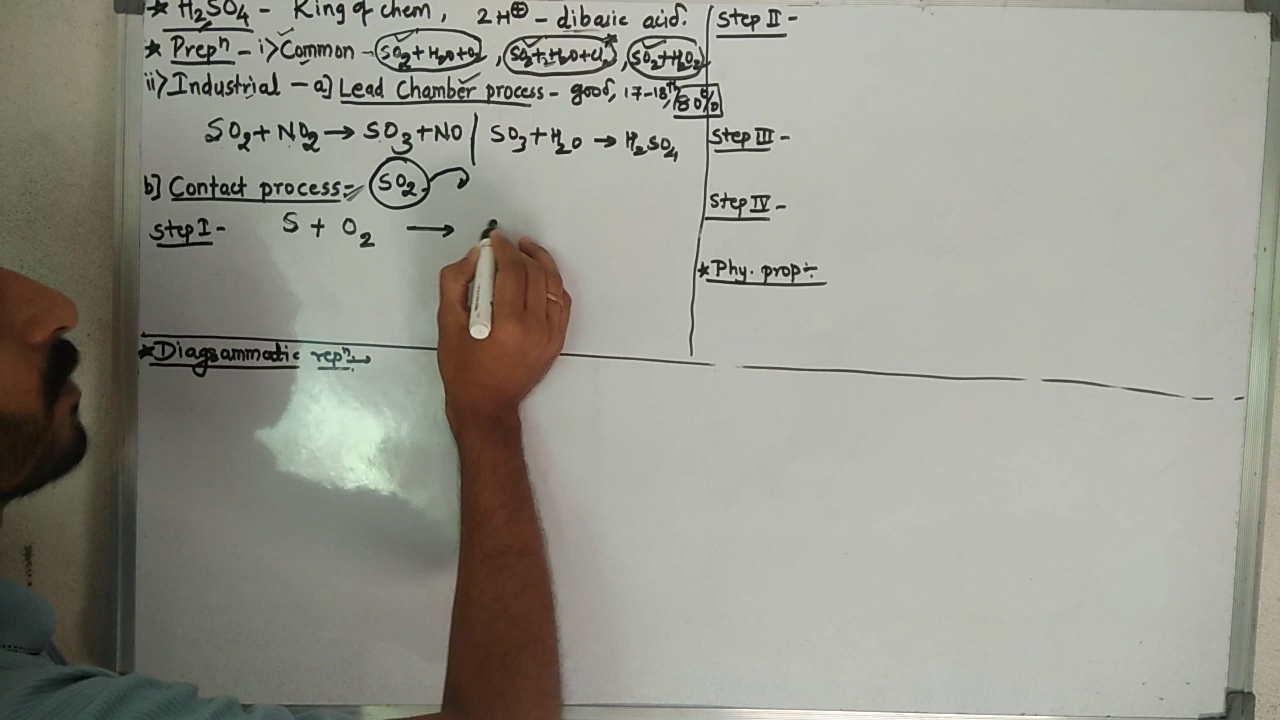 * H₂SO₄ - King of chem, 2H⊕ - dibasic acid.
* Prepⁿ - i> Common - SO₂+H₂O+O₂, , SO₂+H₂O+Cl₂*, SO₂+H₂O₂
ii> Industrial - a] Lead Chamber process - good, 17-18ᵗʰ, 80%
SO₂ + NO₂ → SO₃ + NO | SO₃ + H₂O → H₂SO₄
b] Contact process:- SO₂
Step I - S + O₂ →
Step II -
Step III -
Step IV -
* Phy. prop:-
* Diagrammatic repⁿ →